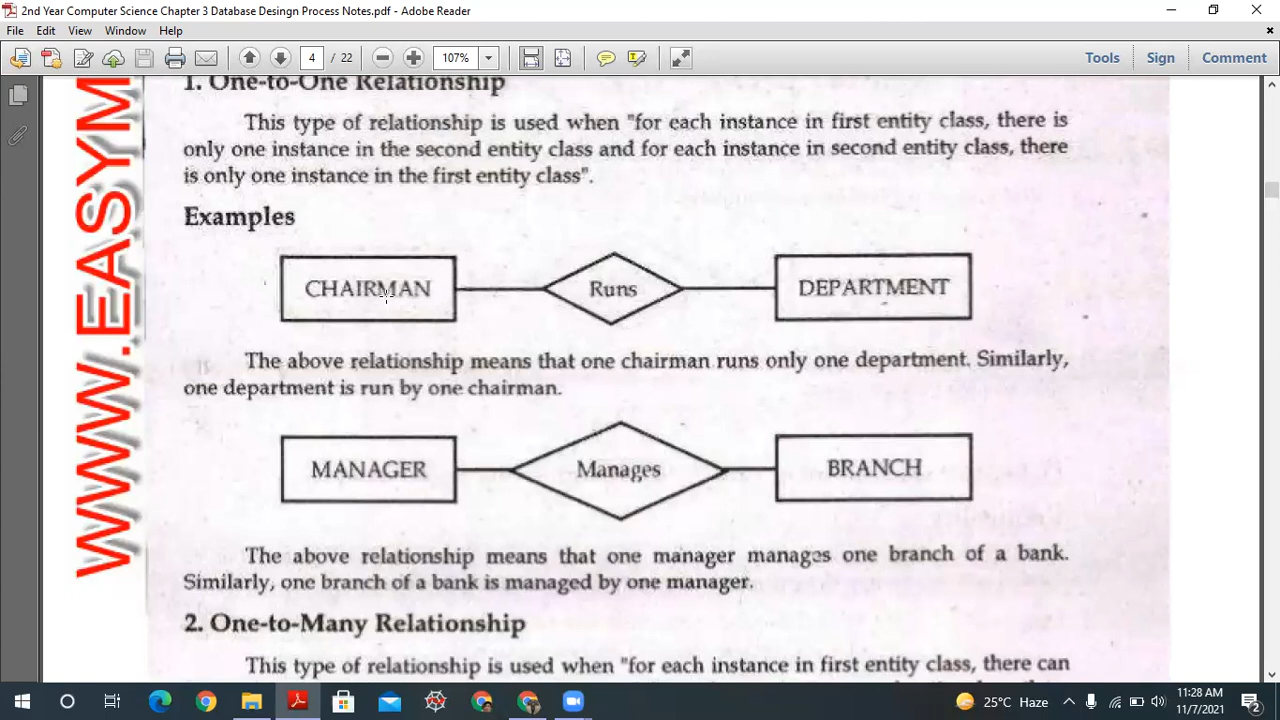 2nd Year Computer Science Chapter 3 Database Desingn Process Notes.pdf - Adobe Reader
File Edit View Window Help
4 / 22 107% Tools Sign Comment
1. One-to-One Relationship
This type of relationship is used when "for each instance in first entity class, there is
only one instance in the second entity class and for each instance in second entity class, there
is only one instance in the first entity class".
Examples
CHAIRMAN Runs DEPARTMENT
The above relationship means that one chairman runs only one department. Similarly,
one department is run by one chairman.
MANAGER Manages BRANCH
The above relationship means that one manager manages one branch of a bank.
Similarly, one branch of a bank is managed by one manager.
2. One-to-Many Relationship
This type of relationship is used when "for each instance in first entity class, there can
WWW.EASYM
25°C Haze 11:28 AM
11/7/2021 2